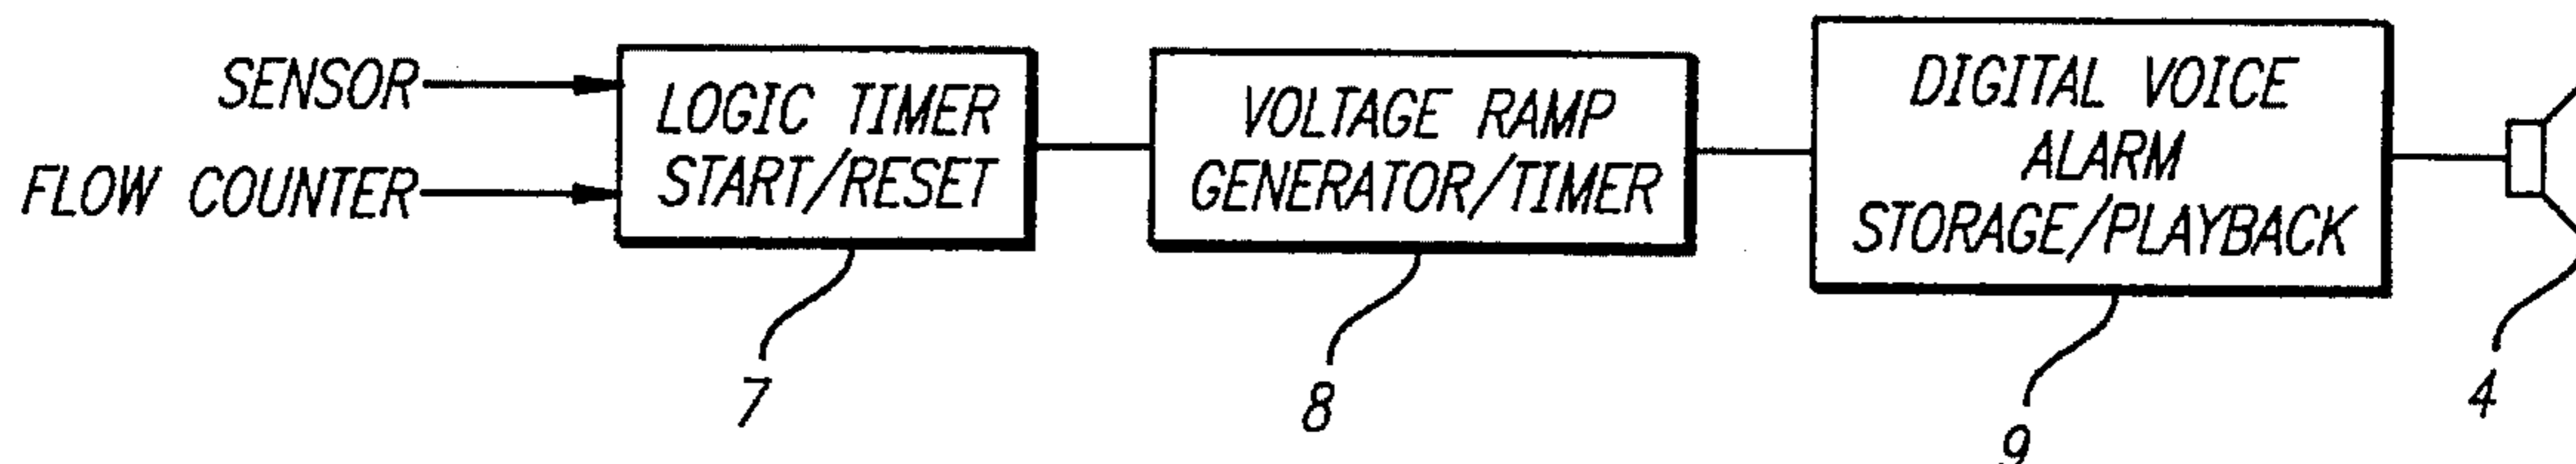 SENSOR
FLOW COUNTER
LOGIC TIMER
START/RESET
VOLTAGE RAMP
GENERATOR/TIMER
DIGITAL VOICE
ALARM
STORAGE/PLAYBACK
7
8
9
4